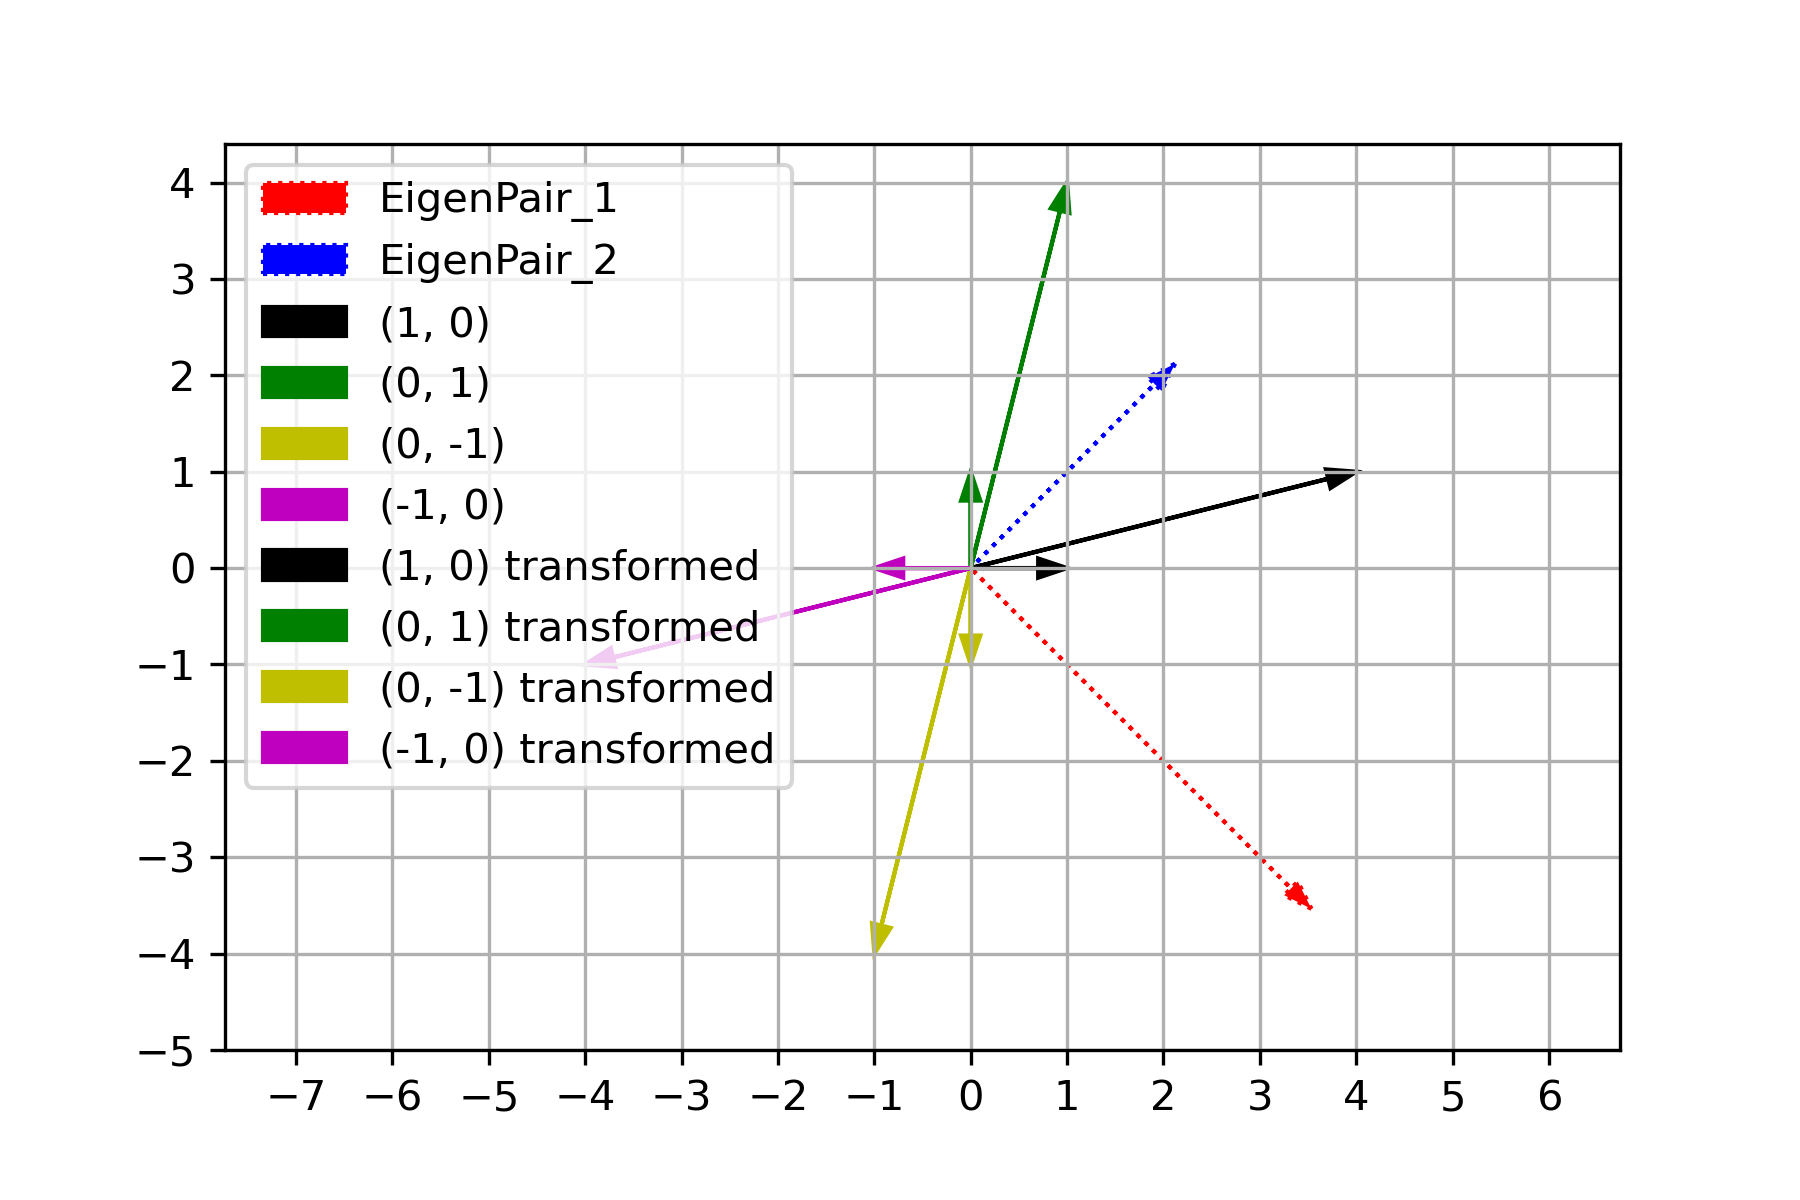 4
3
2
1
0
−1
−2
−3
−4
−5
EigenPair_1
EigenPair_2
(1, 0)
(0, 1)
(0, -1)
(-1, 0)
(1, 0) transformed
(0, 1) transformed
(0, -1) transformed
(-1, 0) transformed
−7 −6 −5 −4 −3 −2 −1 0 1 2 3 4 5 6